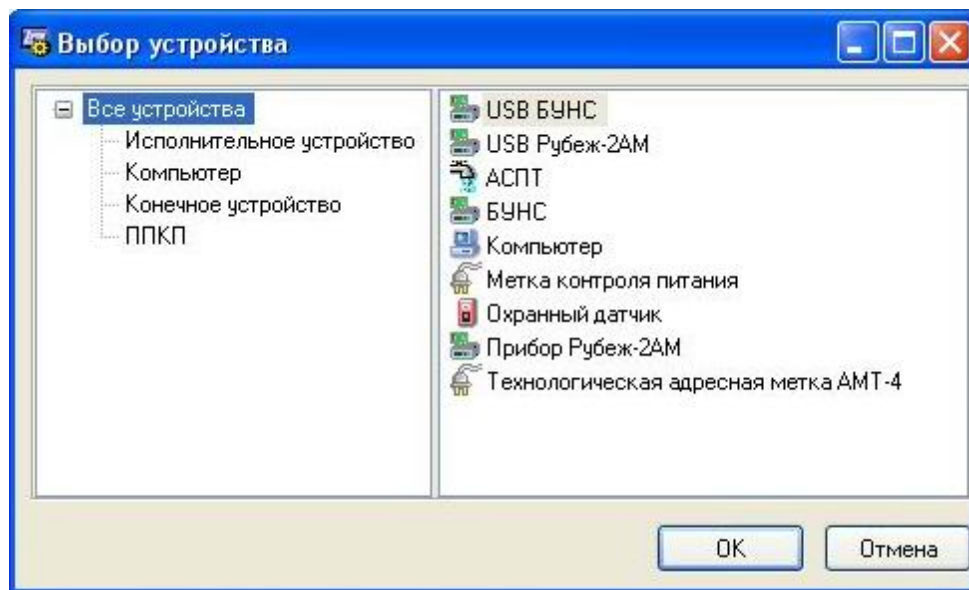 Выбор устройства
Все устройства
Исполнительное устройство
Компьютер
Конечное устройство
ППКП
USB БУНС
USB Рубеж-2АМ
АСПТ
БУНС
Компьютер
Метка контроля питания
Охранный датчик
Прибор Рубеж-2АМ
Технологическая адресная метка АМТ-4
OK
Отмена